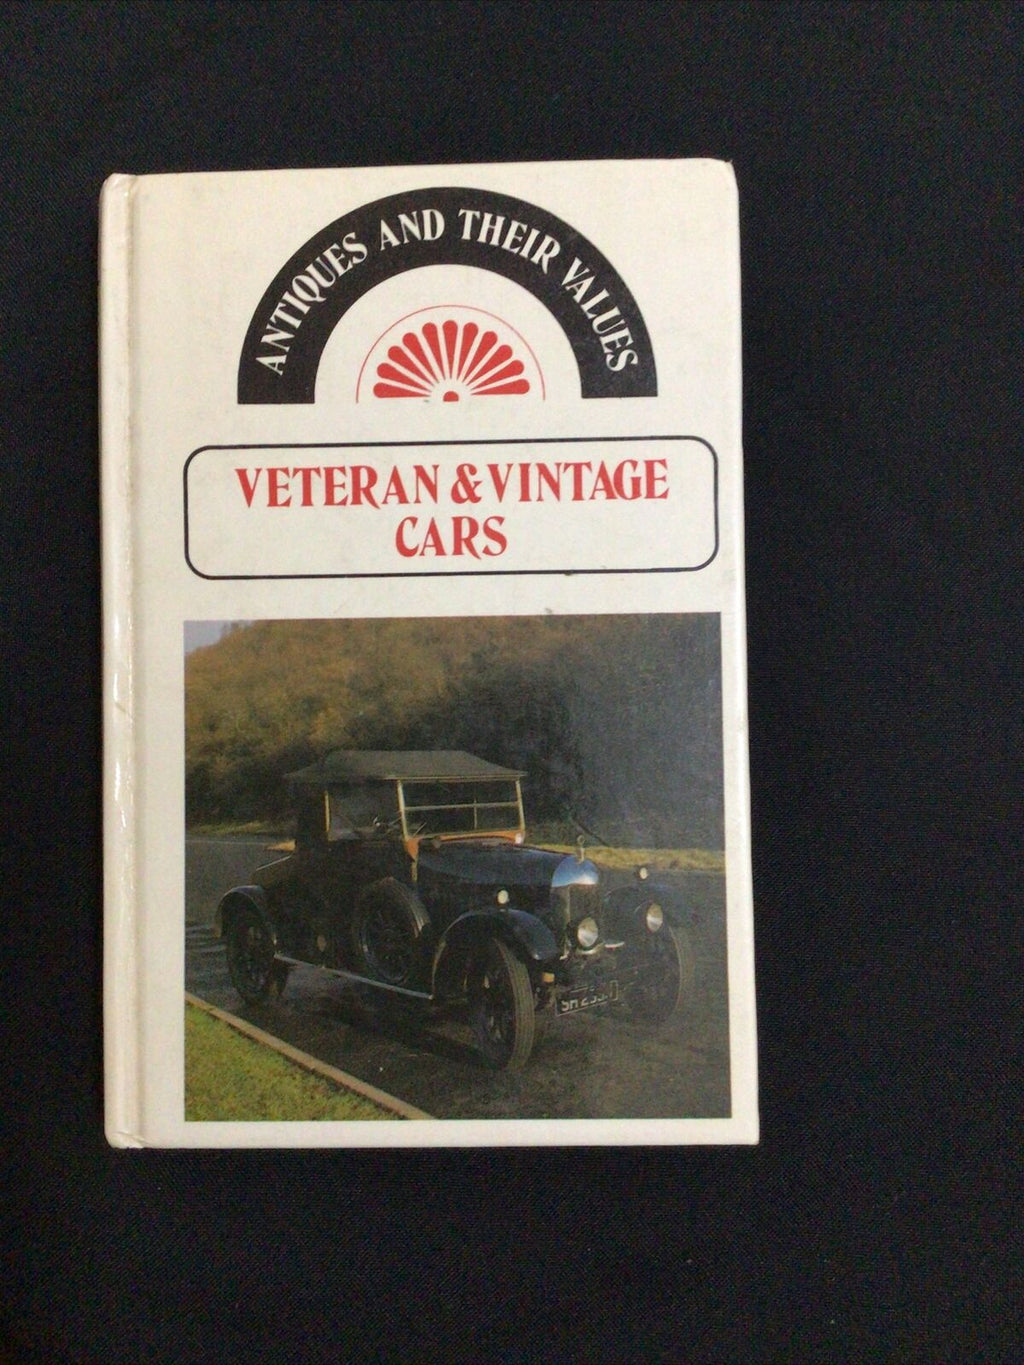 ANTIQUES AND THEIR VALUES
VETERAN & VINTAGE
CARS